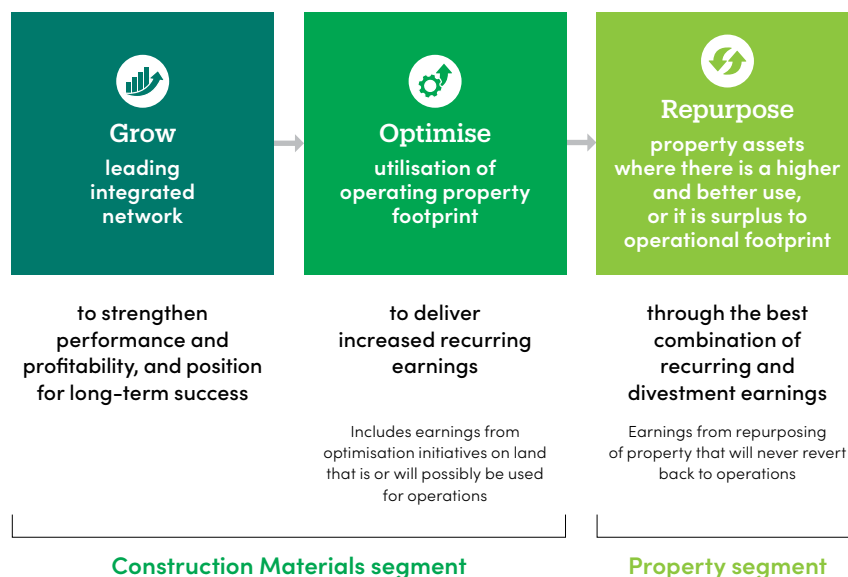 Grow
leading
integrated
network
to strengthen
performance and
profitability, and position
for long-term success
Optimise
utilisation of
operating property
footprint
to deliver
increased recurring
earnings
Includes earnings from
optimisation initiatives on land
that is or will possibly be used
for operations
Repurpose
property assets
where there is a higher
and better use,
or it is surplus to
operational footprint
through the best
combination of
recurring and
divestment earnings
Earnings from repurposing
of property that will never revert
back to operations
Construction Materials segment
Property segment